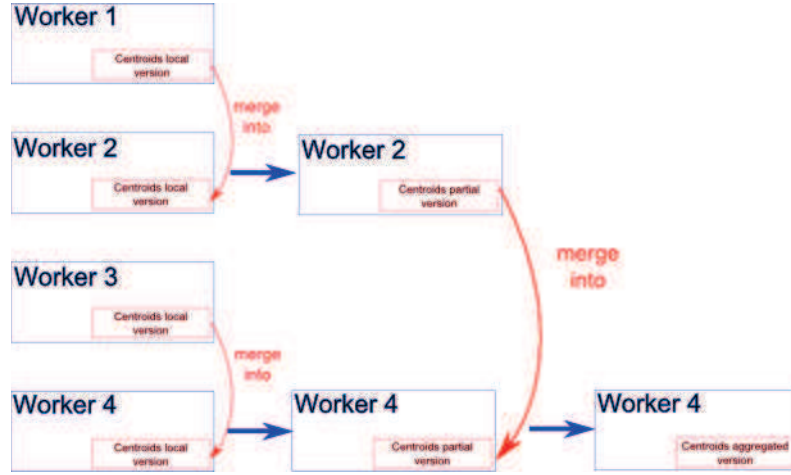 Worker 1
Centroids local
version
merge
into
Worker 2
Centroids local
version
Worker 2
Centroids partial
version
merge
into
Worker 3
Centroids local
version
merge
into
Worker 4
Centroids local
version
Worker 4
Centroids partial
version
Worker 4
Centroids aggregated
version